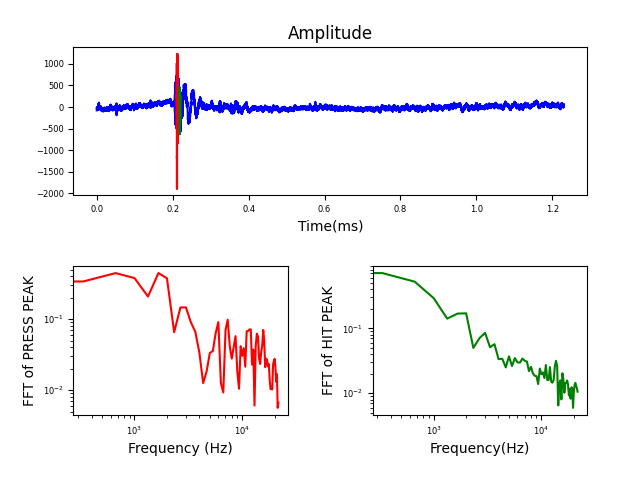 Amplitude
1000
500
0
−500
−1000
−1500
−2000
0.0 0.2 0.4 0.6 0.8 1.0 1.2
Time(ms)
FFT of PRESS PEAK
10⁻¹
10⁻²
10³ 10⁴
Frequency (Hz)
FFT of HIT PEAK
10⁻¹
10⁻²
10³ 10⁴
Frequency(Hz)